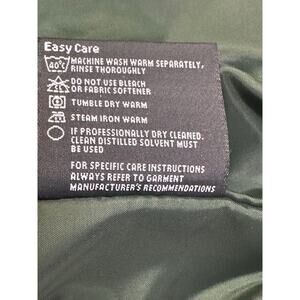 Easy Care
40°C MACHINE WASH WARM SEPARATELY,
RINSE THOROUGHLY
DO NOT USE BLEACH
OR FABRIC SOFTENER
TUMBLE DRY WARM
STEAM IRON WARM
IF PROFESSIONALLY DRY CLEANED.
CLEAN DISTILLED SOLVENT MUST
BE USED
FOR SPECIFIC CARE INSTRUCTIONS
ALWAYS REFER TO GARMENT
MANUFACTURER'S RECOMMENDATIONS